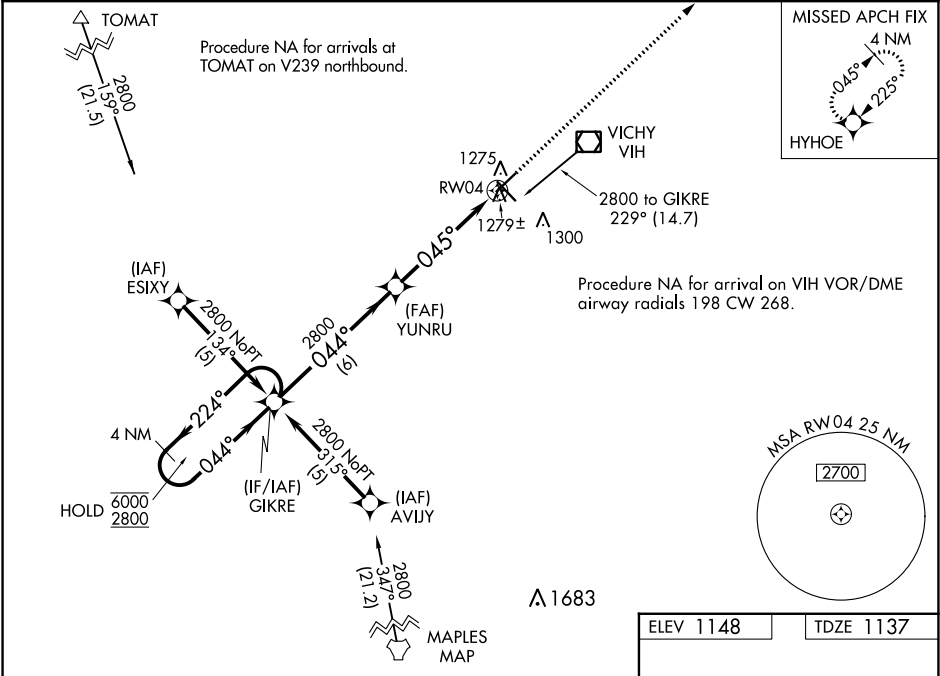 TOMAT
2800
159°
(21.5)
Procedure NA for arrivals at
TOMAT on V239 northbound.
MISSED APCH FIX
4 NM
045°
225°
HYHOE
VICHY
VIH
1275
RW04
1279±
1300
2800 to GIKRE
229° (14.7)
045°
Procedure NA for arrival on VIH VOR/DME
airway radials 198 CW 268.
(IAF)
ESIXY
2800 NoPT
134°
(5)
(FAF)
YUNRU
2800
044°
(6)
224°
4 NM
044°
HOLD 6000
2800
(IF/IAF)
GIKRE
2800 NoPT
315°
(5)
(IAF)
AVIJY
2800
347°
(21.2)
MAPLES
MAP
1683
MSA RW04 25 NM
2700
ELEV 1148
TDZE 1137